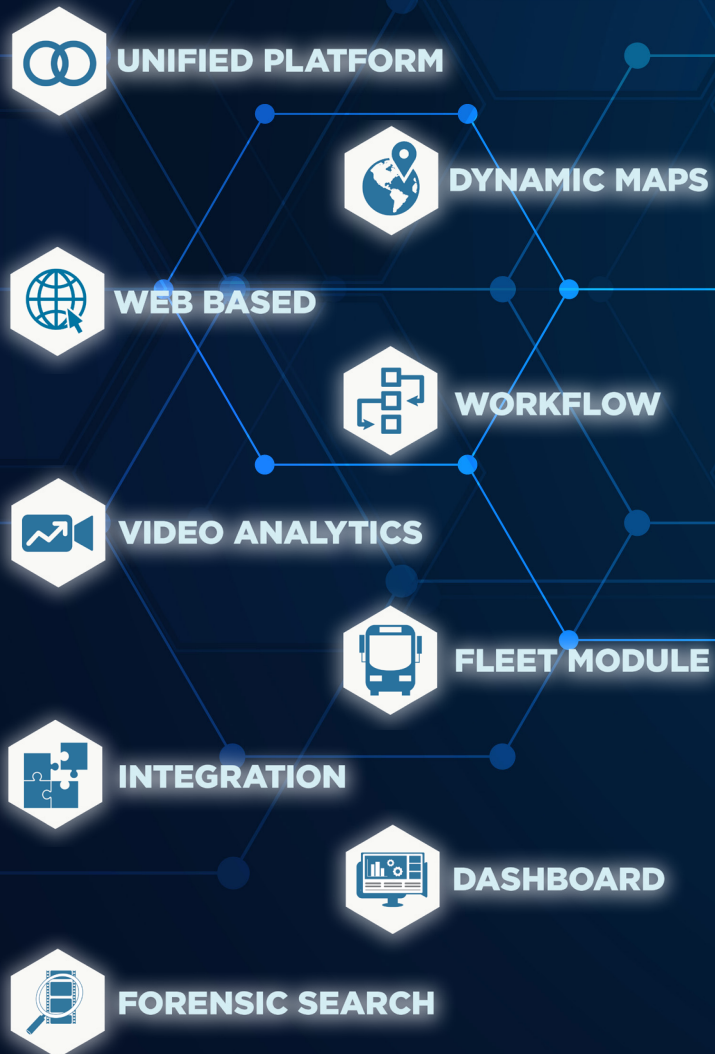 UNIFIED PLATFORM
DYNAMIC MAPS
WEB BASED
WORKFLOW
VIDEO ANALYTICS
FLEET MODULE
INTEGRATION
DASHBOARD
FORENSIC SEARCH